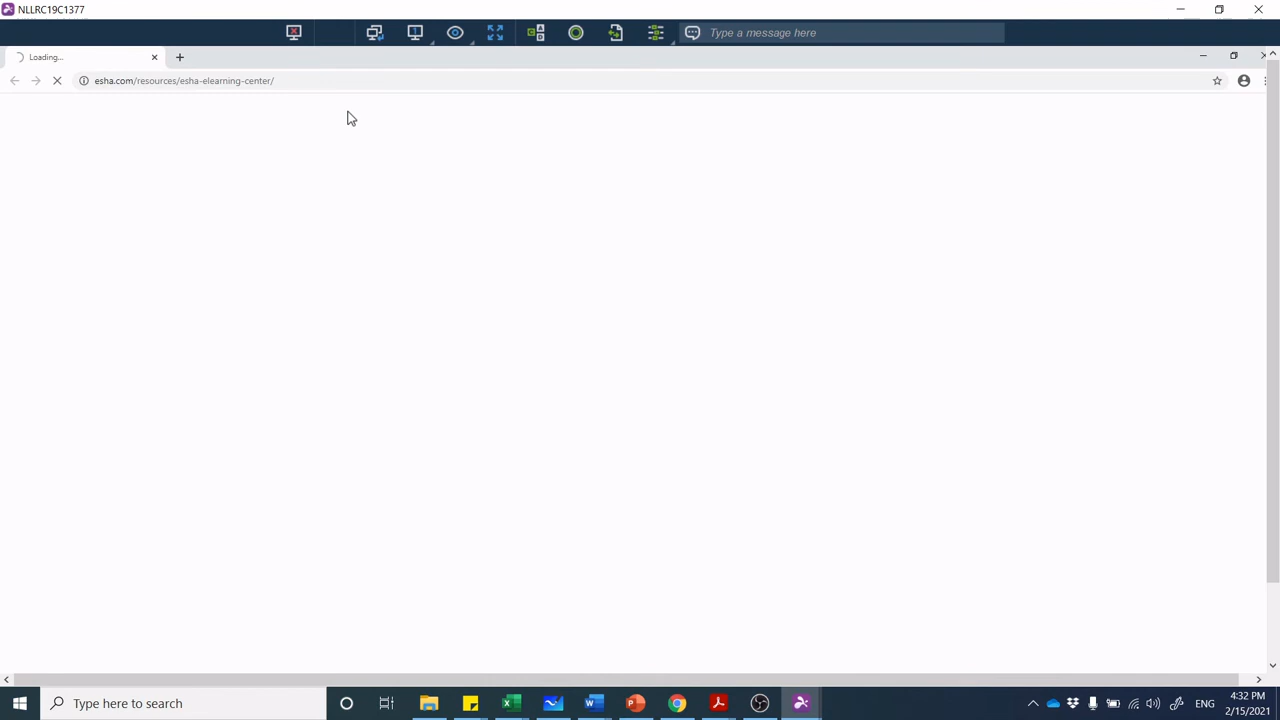 NLLRC19C1377
Type a message here
Loading...
esha.com/resources/esha-elearning-center/
Type here to search
ENG
4:32 PM
2/15/2021